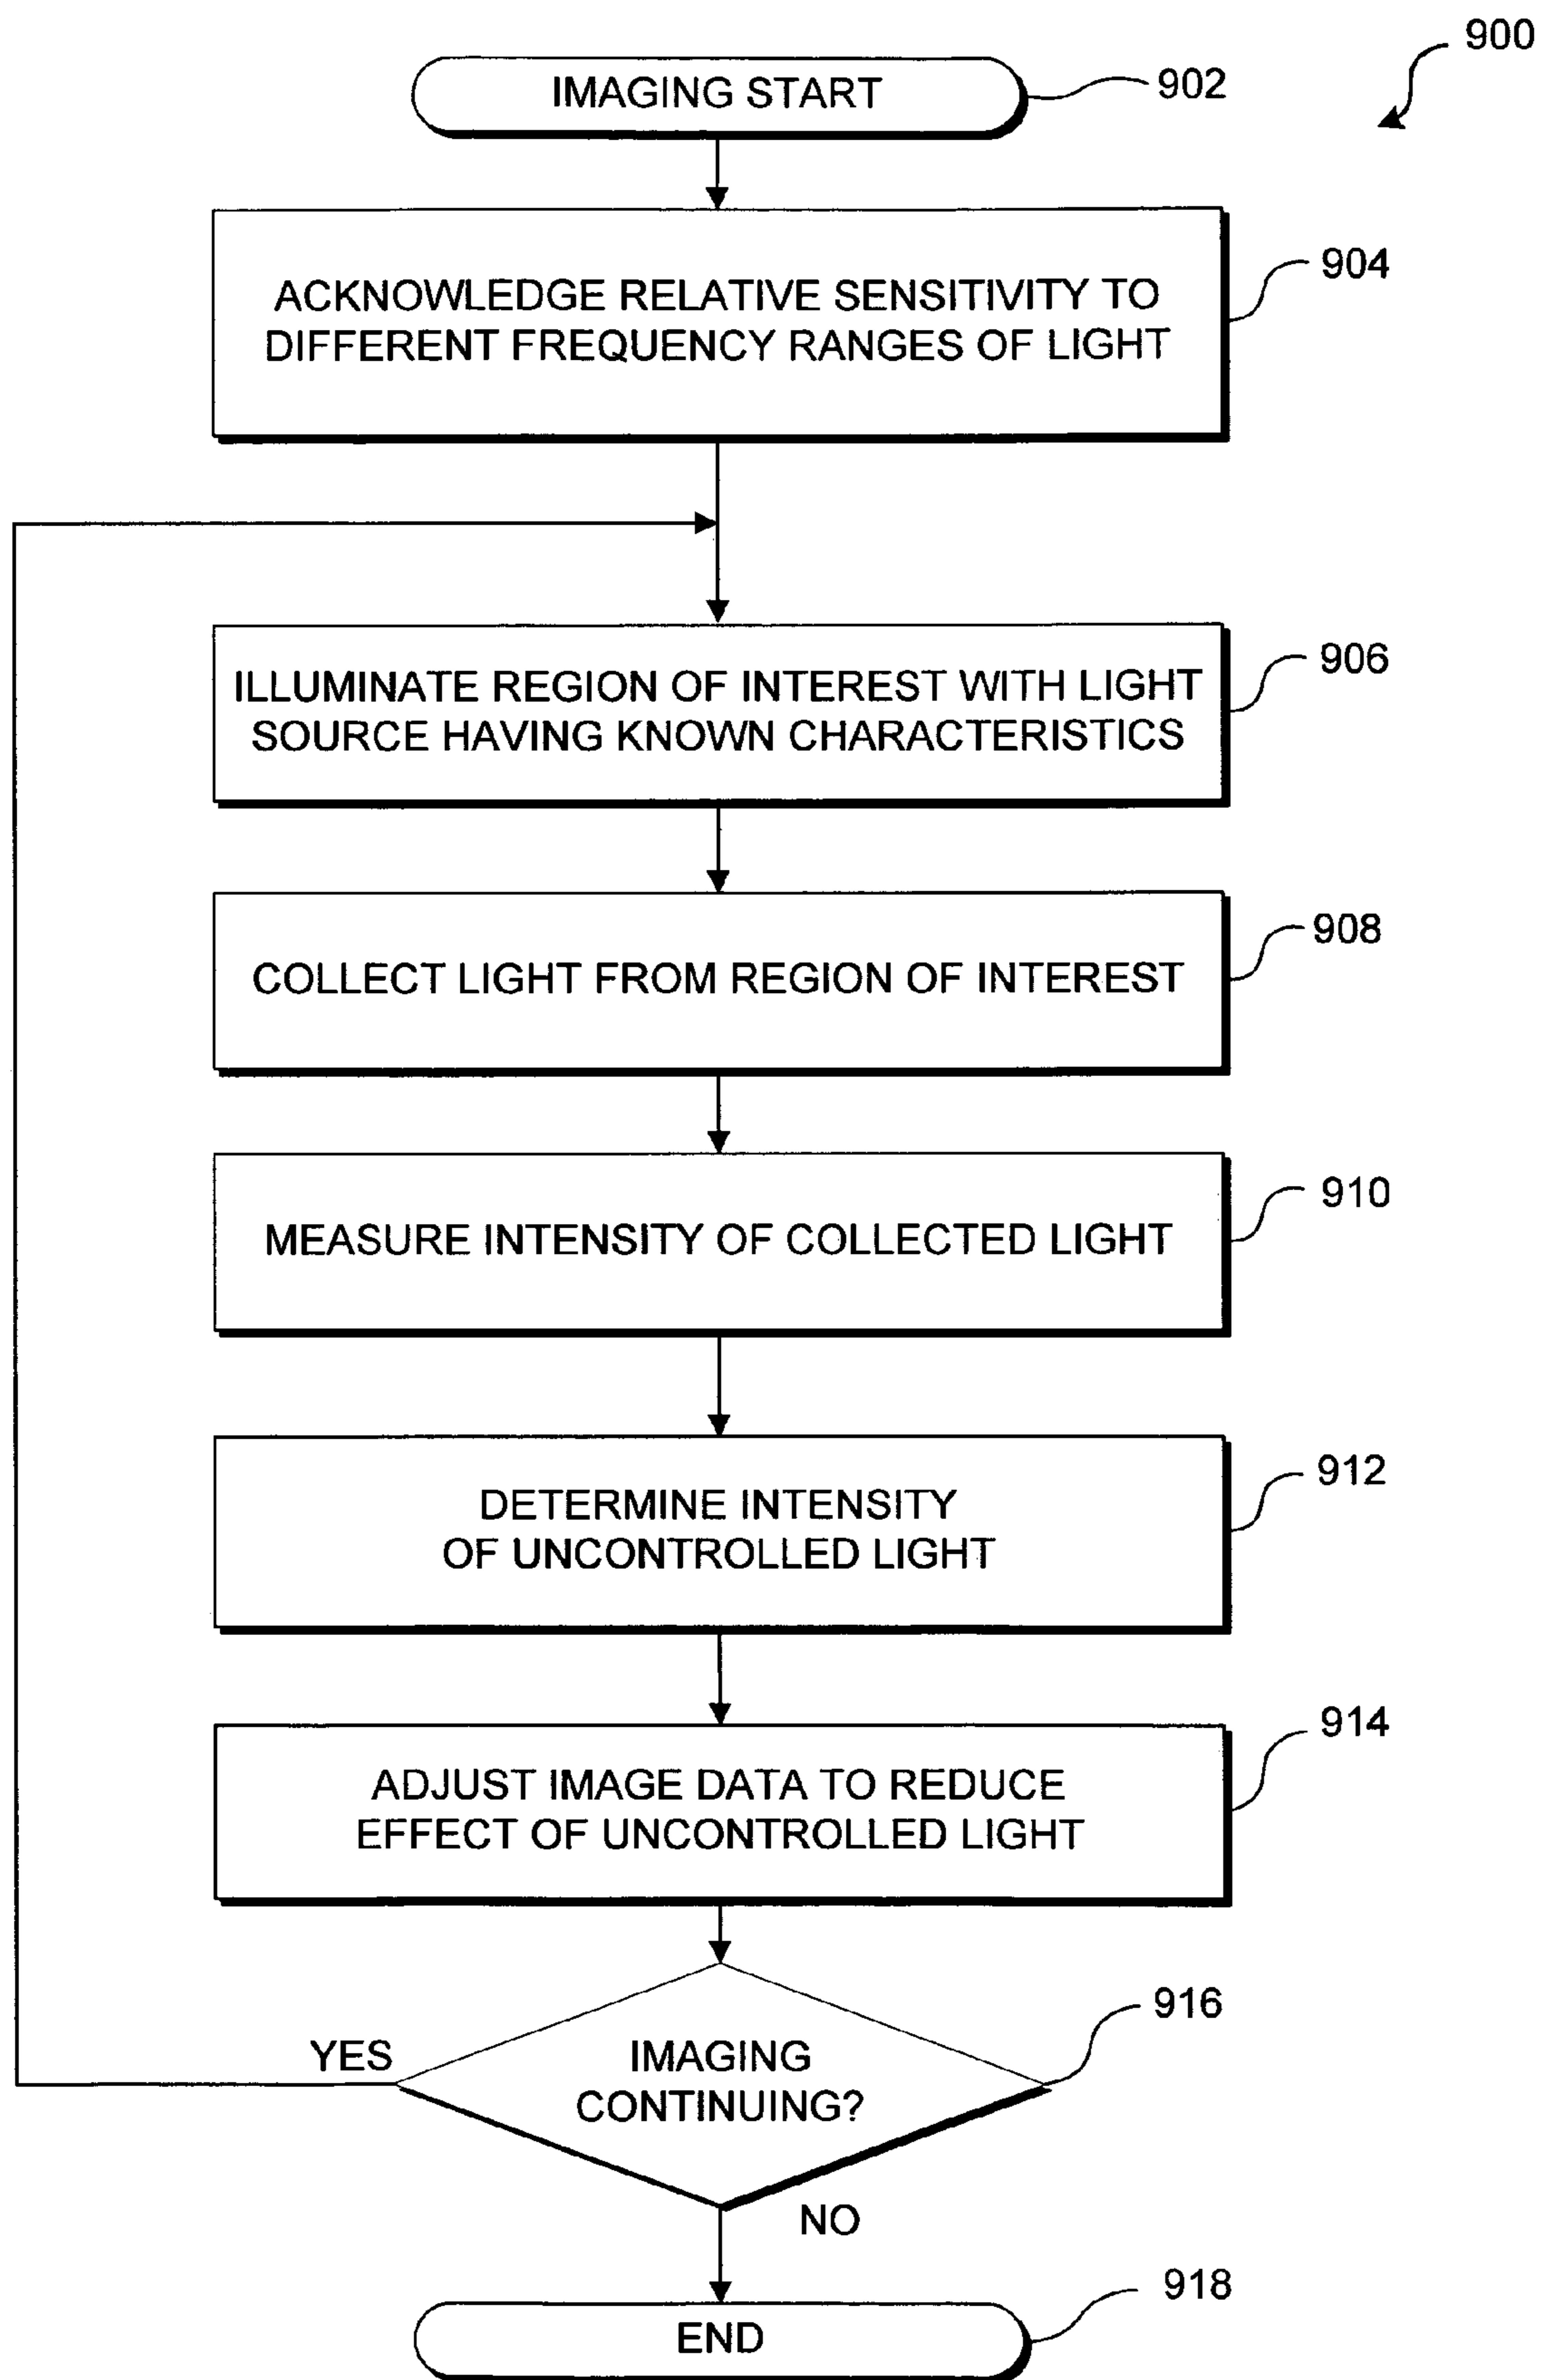 900
IMAGING START
902
ACKNOWLEDGE RELATIVE SENSITIVITY TO
DIFFERENT FREQUENCY RANGES OF LIGHT
904
ILLUMINATE REGION OF INTEREST WITH LIGHT
SOURCE HAVING KNOWN CHARACTERISTICS
906
COLLECT LIGHT FROM REGION OF INTEREST
908
MEASURE INTENSITY OF COLLECTED LIGHT
910
DETERMINE INTENSITY
OF UNCONTROLLED LIGHT
912
ADJUST IMAGE DATA TO REDUCE
EFFECT OF UNCONTROLLED LIGHT
914
IMAGING
CONTINUING?
916
YES
NO
END
918